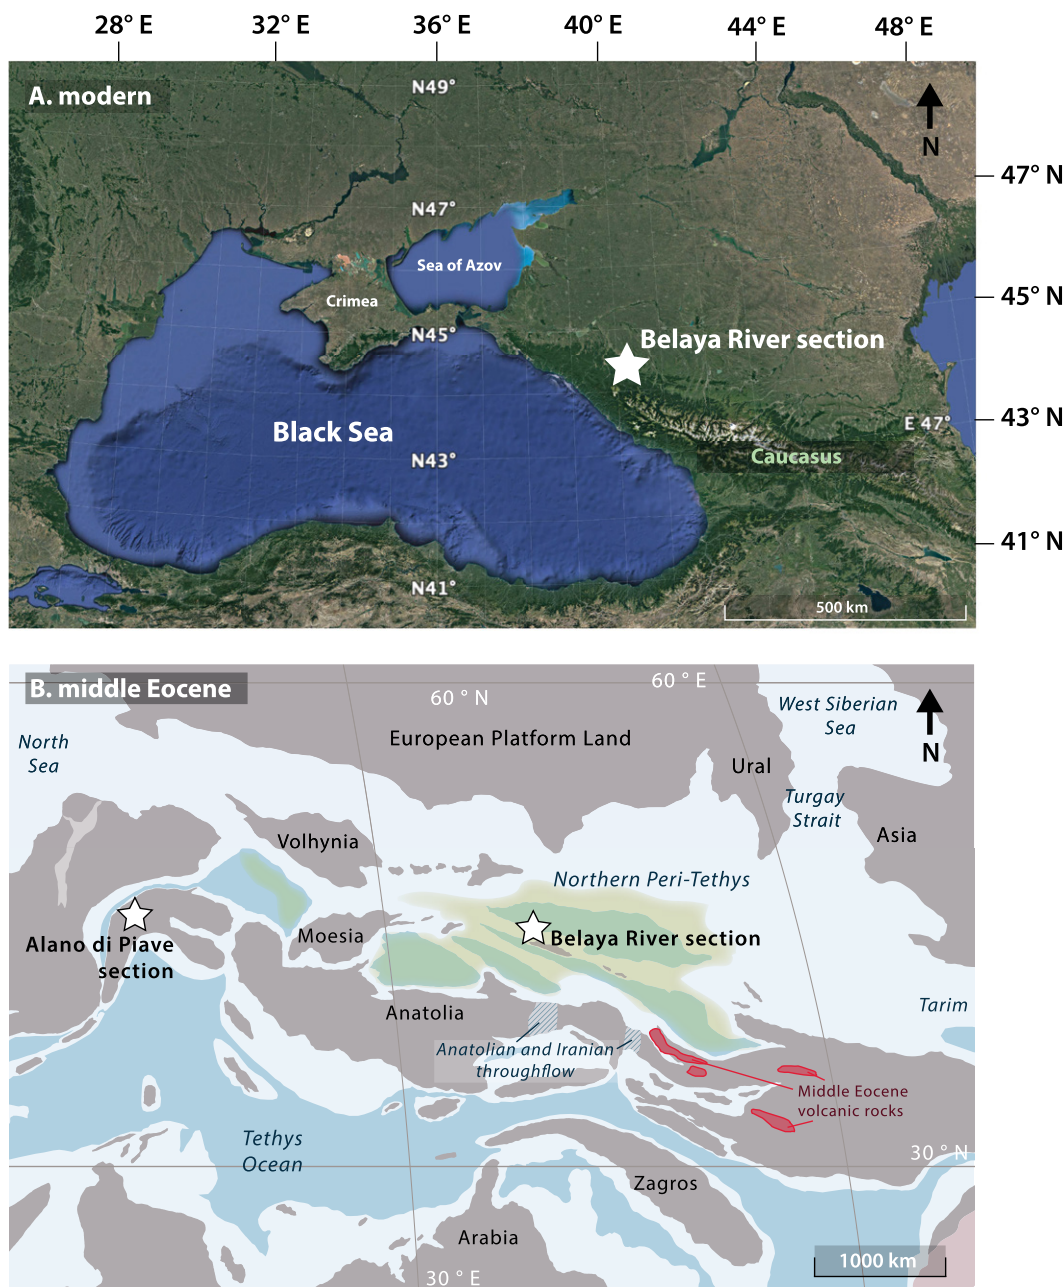 28° E 32° E 36° E 40° E 44° E 48° E
A. modern
N49°
N
47° N
N47°
Sea of Azov
Crimea
45° N
N45°
Belaya River section
Black Sea
43° N
E 47°
N43°
Caucasus
41° N
N41°
500 km
B. middle Eocene
60 ° N
60 ° E
West Siberian
Sea
North
Sea
European Platform Land
N
Ural
Turgay
Strait
Asia
Volhynia
Northern Peri-Tethys
Alano di Piave
section
Moesia
Belaya River section
Anatolia
Tarim
Anatolian and Iranian
throughflow
Middle Eocene
volcanic rocks
Tethys
Ocean
30 ° N
Zagros
Arabia
1000 km
30 ° E